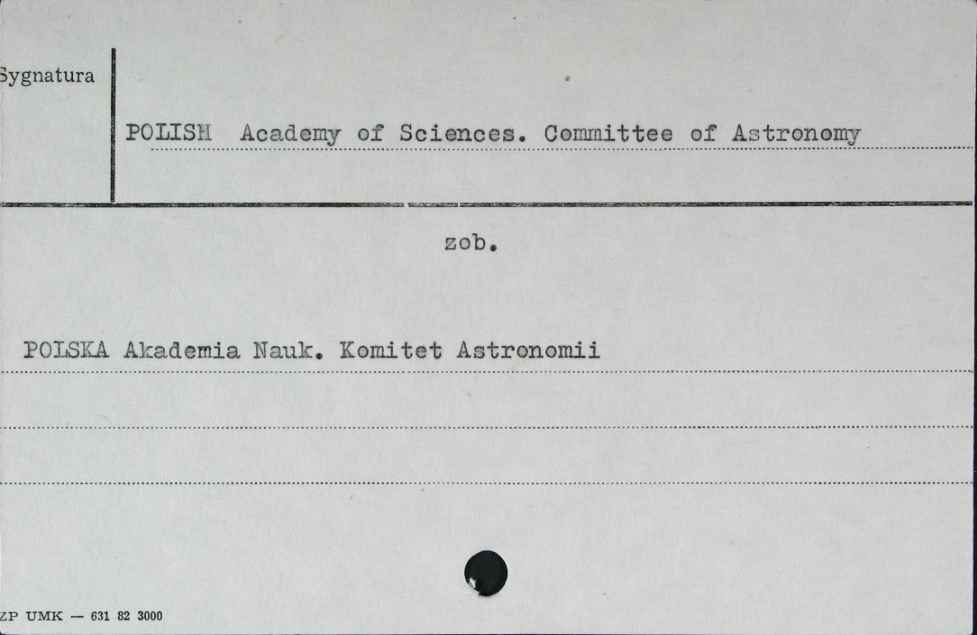 Sygnatura
POLISH Academy of Sciences. Committee of Astronomy
zob.
POLSKA Akademia Nauk. Komitet Astronomii
ZP UMK — 631 82 3000